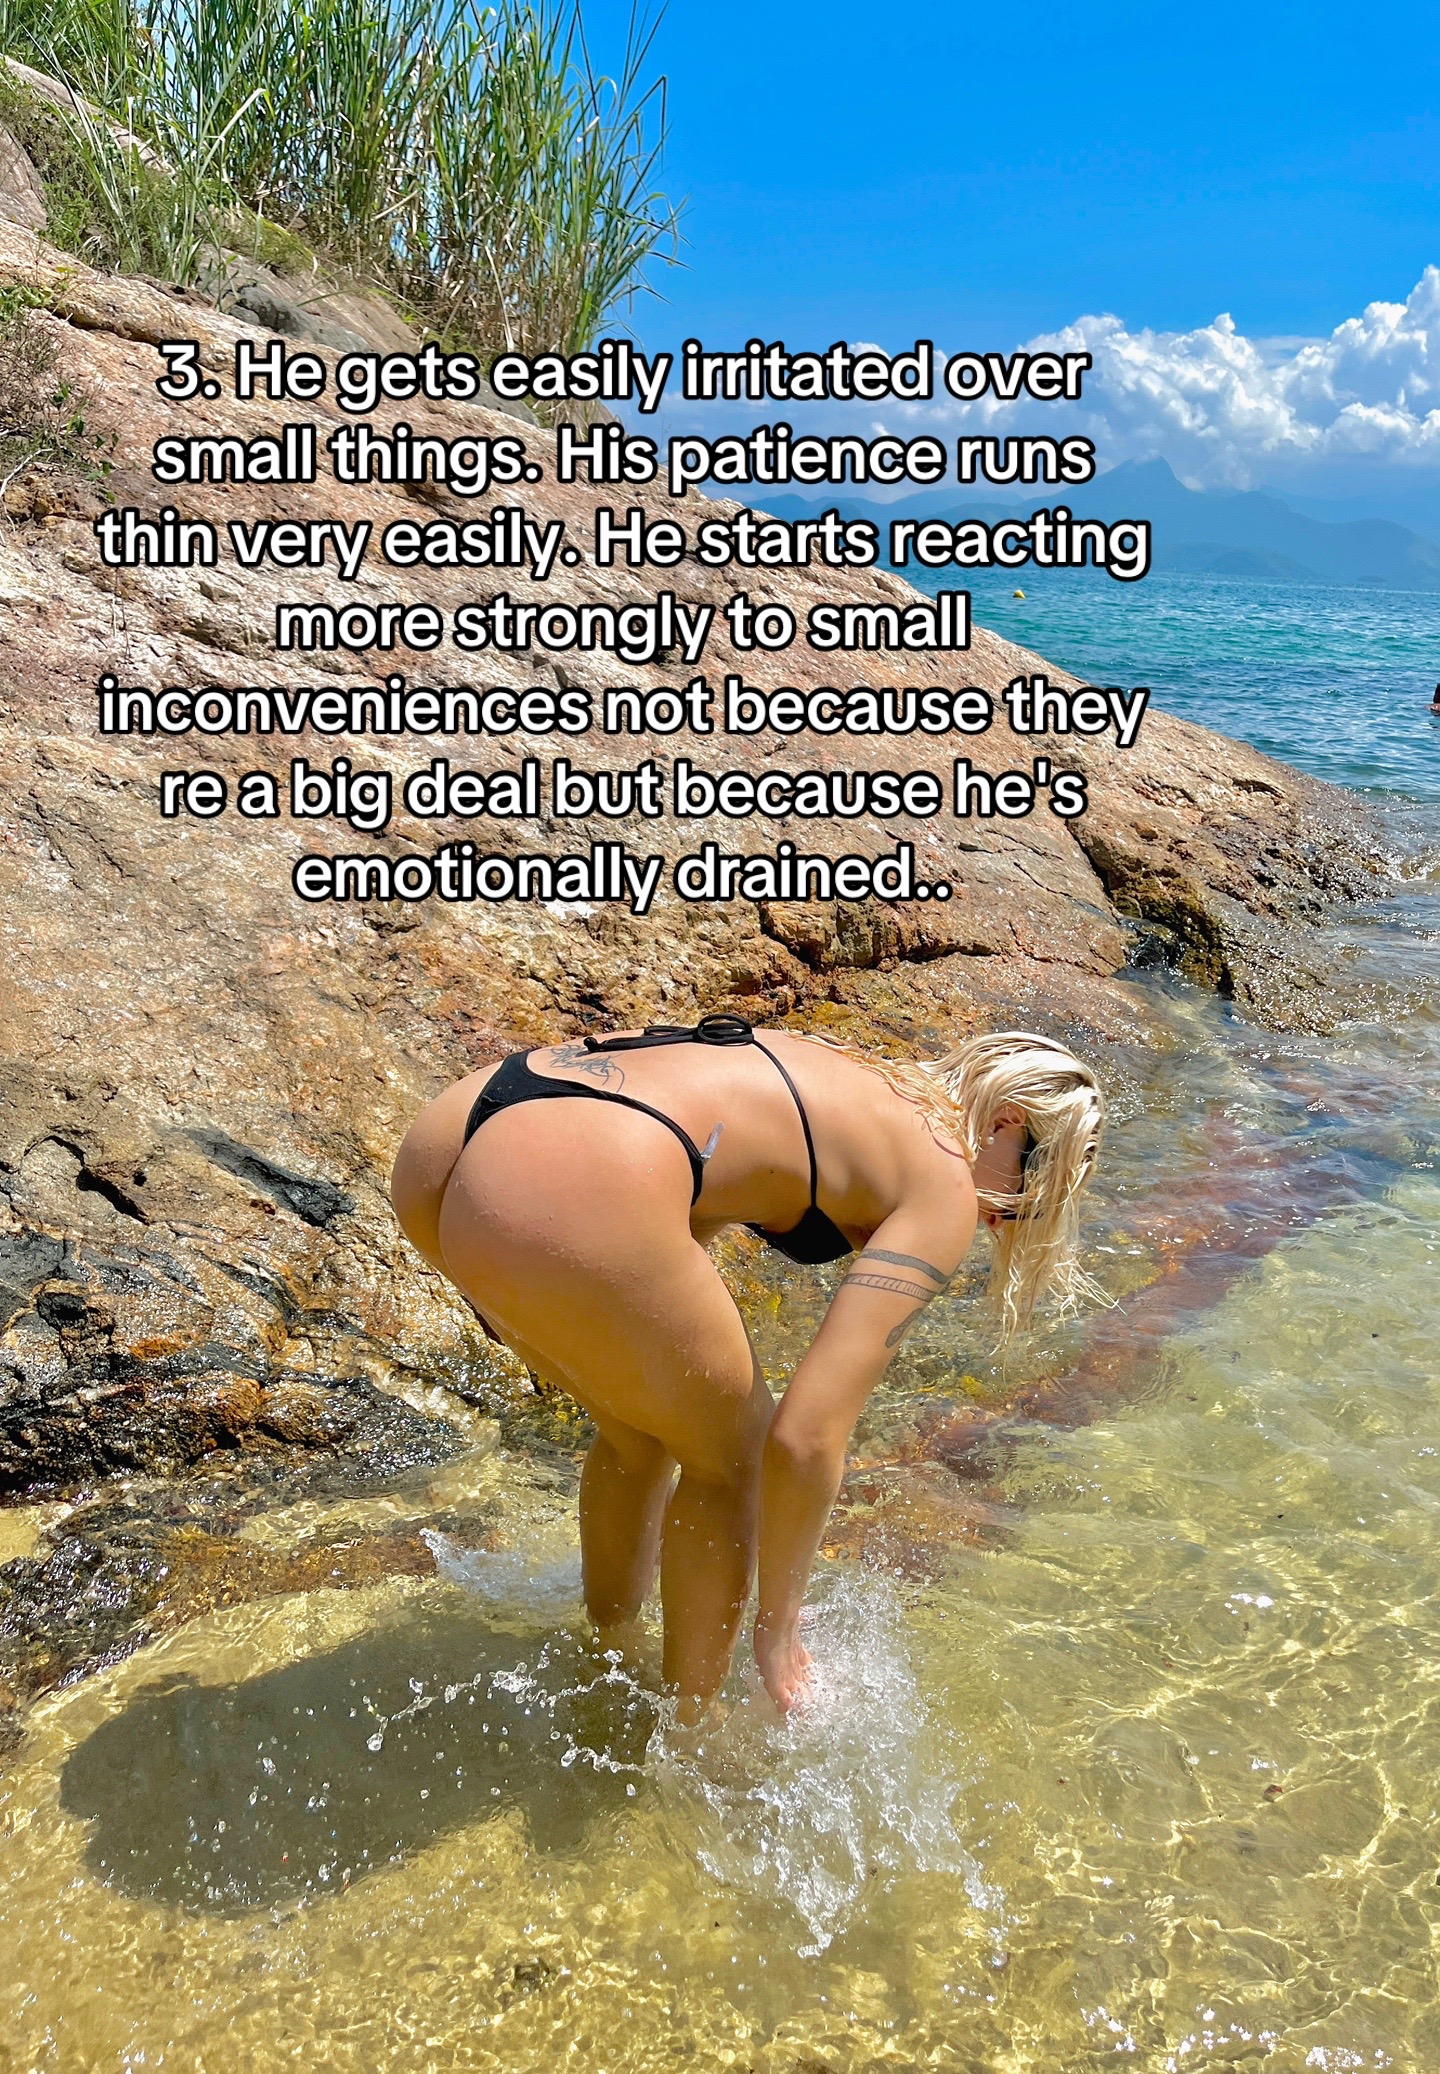 3. He gets easily irritated over
small things. His patience runs
thin very easily. He starts reacting
more strongly to small
inconveniences not because they
re a big deal but because he's
emotionally drained..